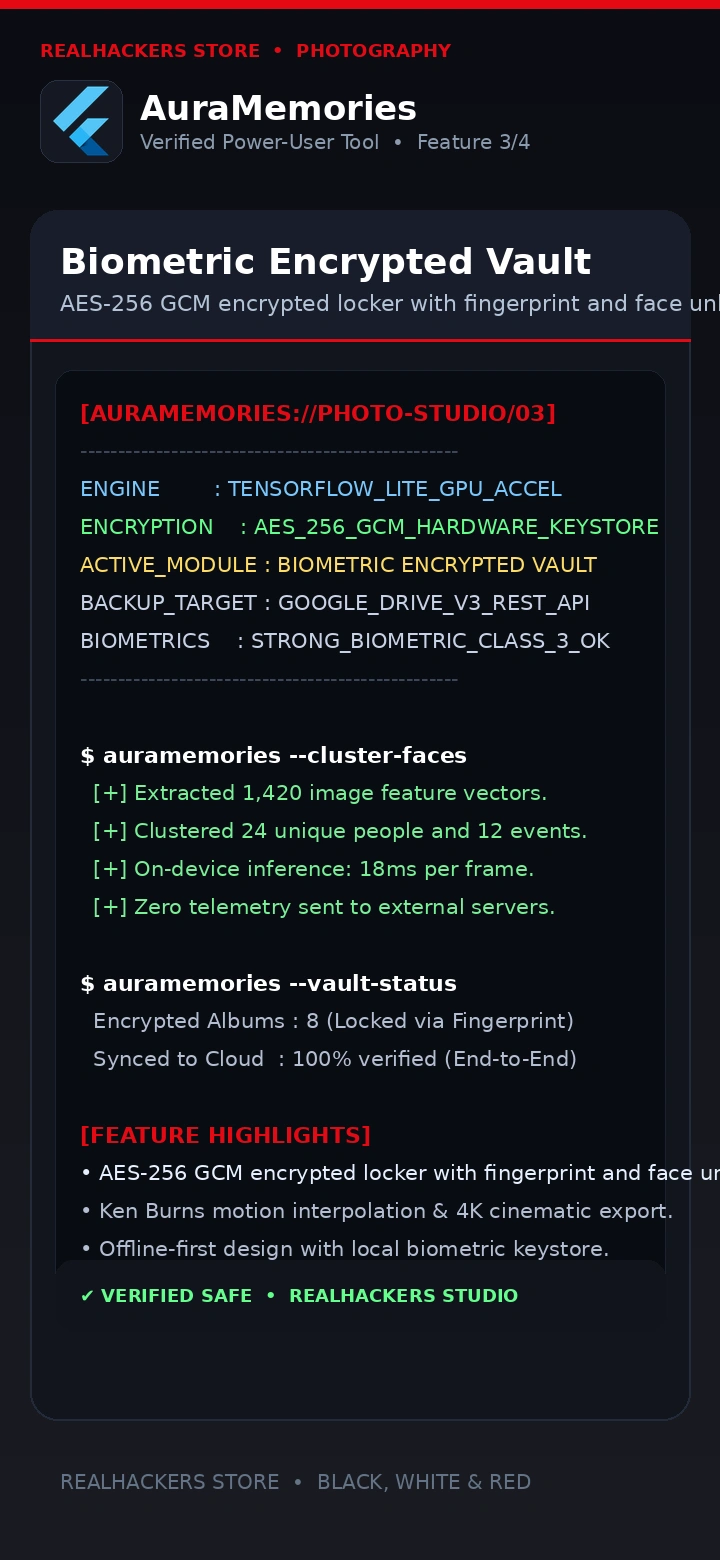 REALHACKERS STORE • PHOTOGRAPHY
AuraMemories
Verified Power-User Tool • Feature 3/4
Biometric Encrypted Vault
AES-256 GCM encrypted locker with fingerprint and face
[AURAMEMORIES://PHOTO-STUDIO/03]
--------------------------------------------------
ENGINE : TENSORFLOW_LITE_GPU_ACCEL
ENCRYPTION : AES_256_GCM_HARDWARE_KEYSTORE
ACTIVE_MODULE : BIOMETRIC ENCRYPTED VAULT
BACKUP_TARGET : GOOGLE_DRIVE_V3_REST_API
BIOMETRICS : STRONG_BIOMETRIC_CLASS_3_OK
--------------------------------------------------
$ auramemories --cluster-faces
[+] Extracted 1,420 image feature vectors.
[+] Clustered 24 unique people and 12 events.
[+] On-device inference: 18ms per frame.
[+] Zero telemetry sent to external servers.
$ auramemories --vault-status
Encrypted Albums : 8 (Locked via Fingerprint)
Synced to Cloud : 100% verified (End-to-End)
[FEATURE HIGHLIGHTS]
• AES-256 GCM encrypted locker with fingerprint and face
• Ken Burns motion interpolation & 4K cinematic export.
• Offline-first design with local biometric keystore.
✔ VERIFIED SAFE • REALHACKERS STUDIO
REALHACKERS STORE • BLACK, WHITE & RED